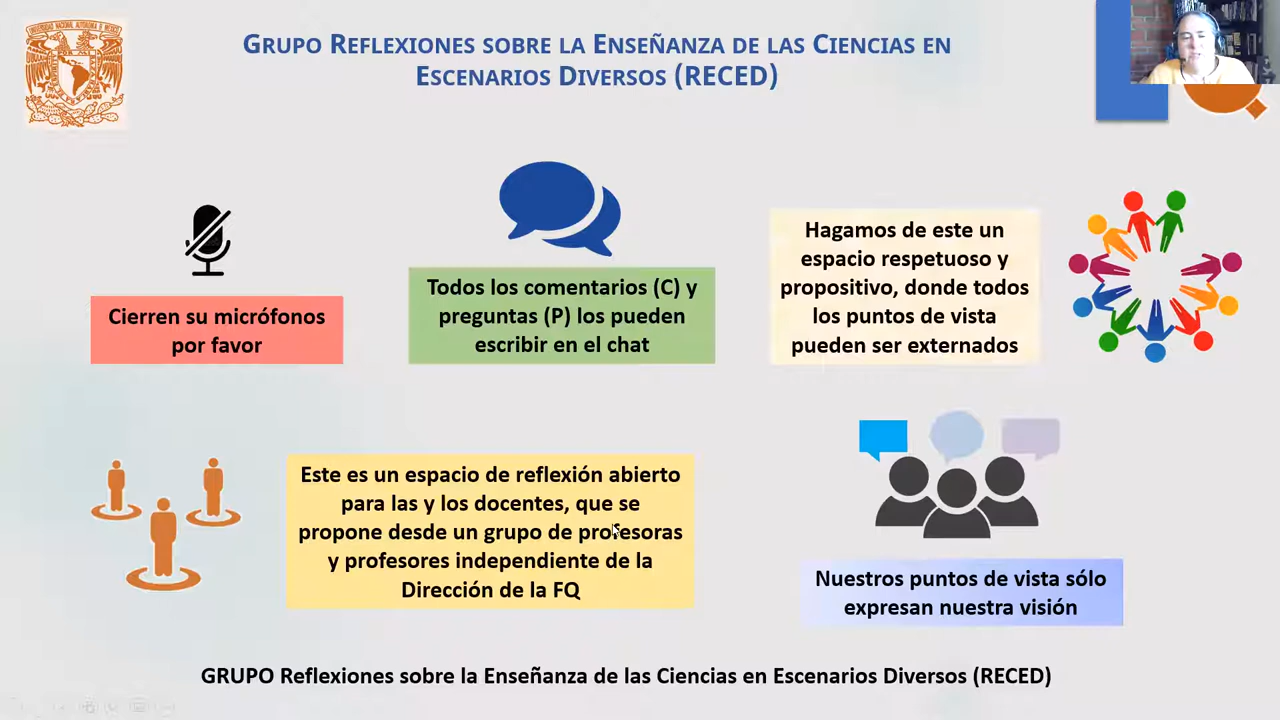 GRUPO REFLEXIONES SOBRE LA ENSEÑANZA DE LAS CIENCIAS EN
ESCENARIOS DIVERSOS (RECED)
Cierren su micrófonos
por favor
Todos los comentarios (C) y
preguntas (P) los pueden
escribir en el chat
Hagamos de este un
espacio respetuoso y
propositivo, donde todos
los puntos de vista
pueden ser externados
Este es un espacio de reflexión abierto
para las y los docentes, que se
propone desde un grupo de profesoras
y profesores independiente de la
Dirección de la FQ
Nuestros puntos de vista sólo
expresan nuestra visión
GRUPO Reflexiones sobre la Enseñanza de las Ciencias en Escenarios Diversos (RECED)